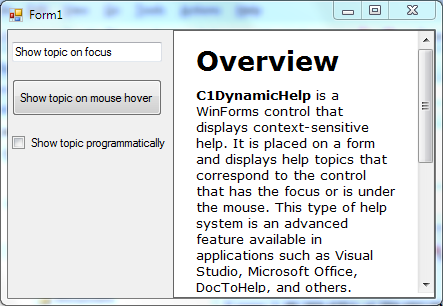 Form1
Show topic on focus
Show topic on mouse hover
Show topic programmatically
Overview
C1DynamicHelp is a
WinForms control that
displays context-sensitive
help. It is placed on a form
and displays help topics that
correspond to the control
that has the focus or is under
the mouse. This type of help
system is an advanced
feature available in
applications such as Visual
Studio, Microsoft Office,
DocToHelp, and others.